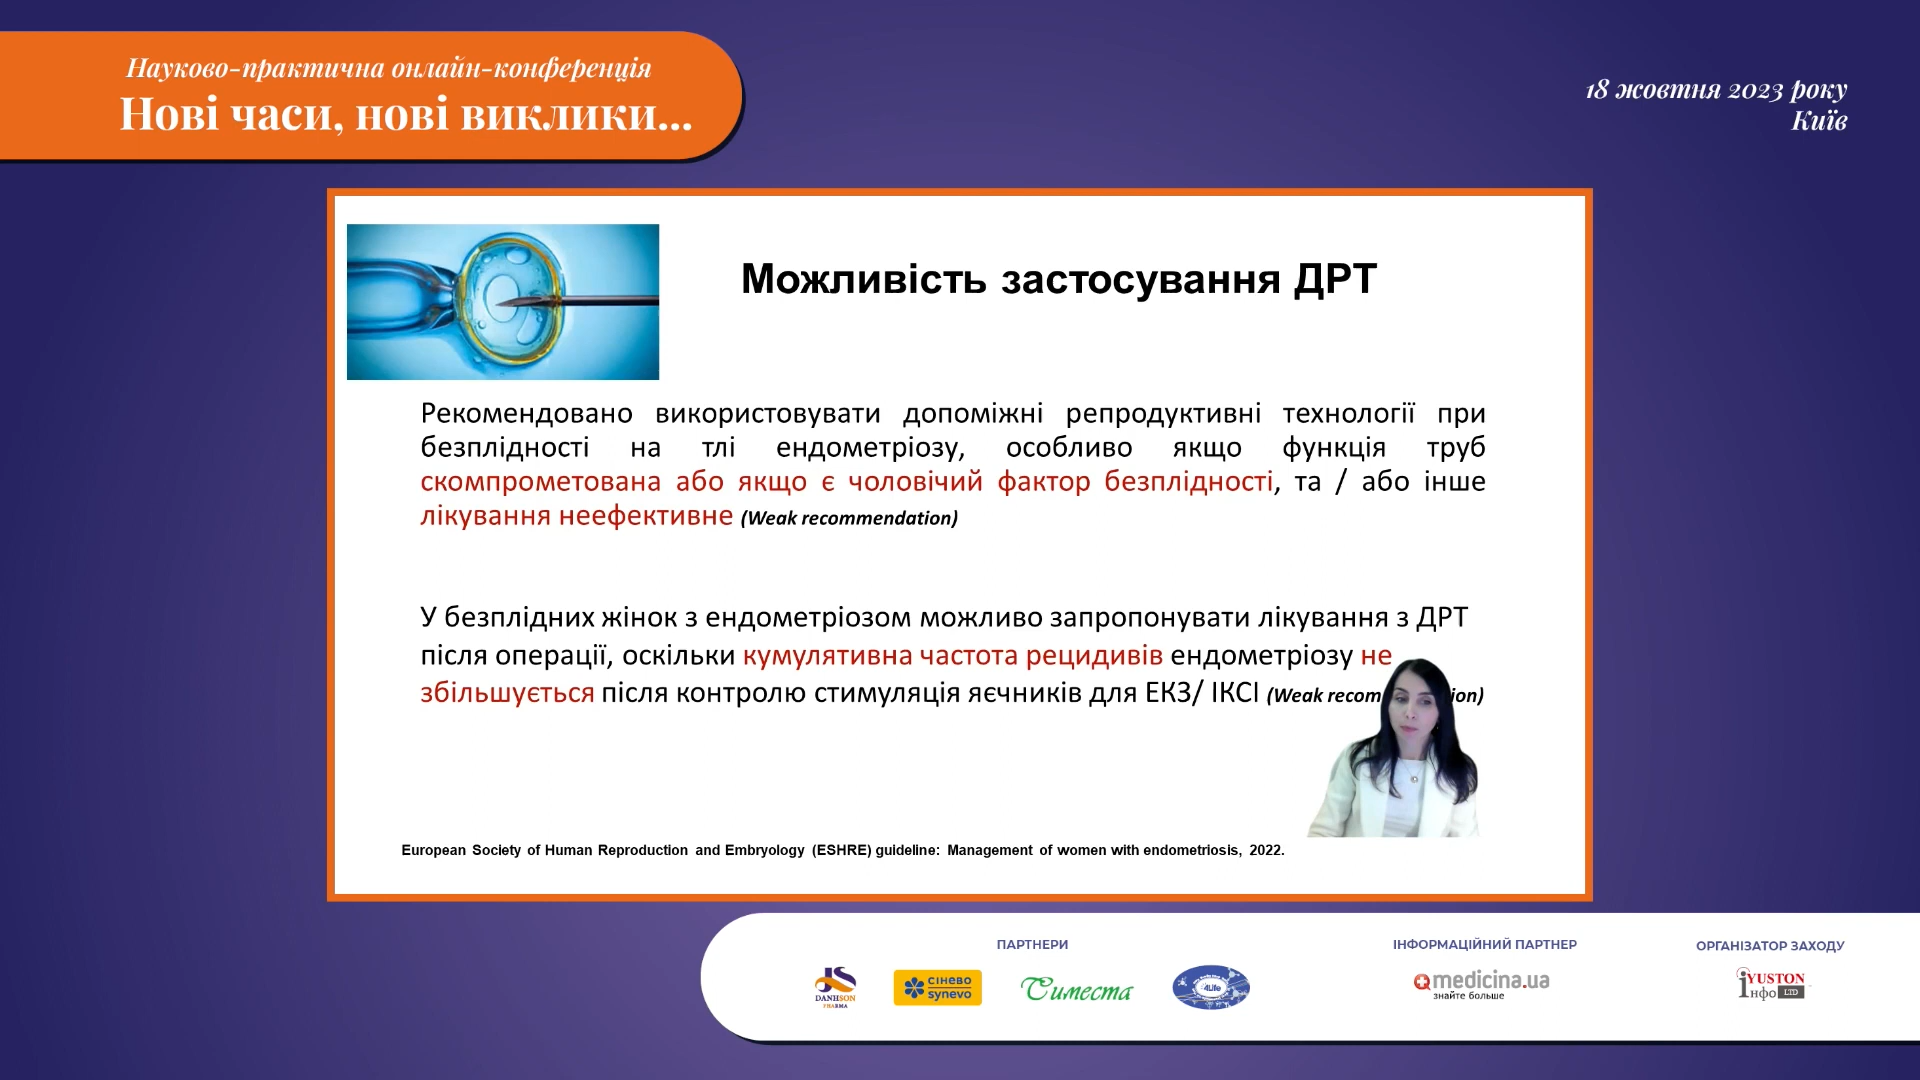 Науково-практична онлайн-конференція
Нові часи, нові виклики...
18 жовтня 2023 року
Київ
Можливість застосування ДРТ
Рекомендовано використовувати допоміжні репродуктивні технології при
безплідності на тлі ендометріозу, особливо якщо функція труб
скомпрометована або якщо є чоловічий фактор безплідності, та / або інше
лікування неефективне (Weak recommendation)
У безплідних жінок з ендометріозом можливо запропонувати лікування з ДРТ
після операції, оскільки кумулятивна частота рецидивів ендометріозу не
збільшується після контролю стимуляція яєчників для ЕКЗ/ ІКСІ (Weak
European Society of Human Reproduction and Embryology (ESHRE) guideline: Management of women with endometriosis, 2022.
ПАРТНЕРИ
ІНФОРМАЦІЙНИЙ ПАРТНЕР
ОРГАНІЗАТОР ЗАХОДУ
DANHSON
PHARMA
сінево
synevo
Симеста
4Life
medicina.ua
знайте більше
YUSTON
Інфо LTD